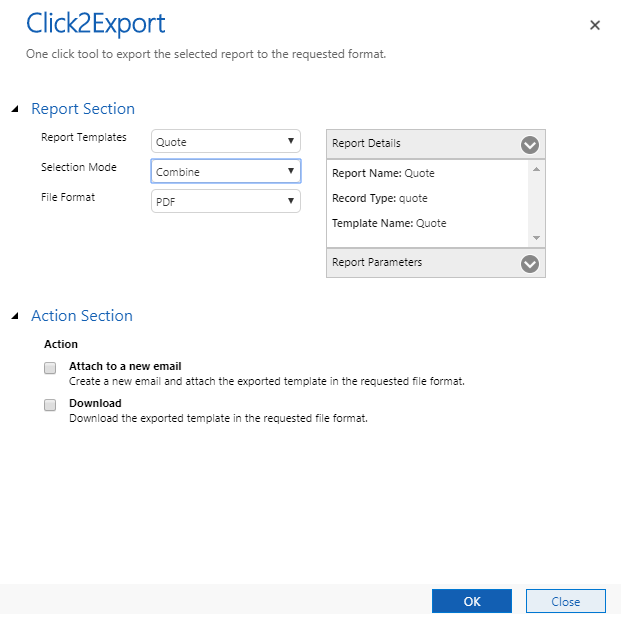 Click2Export
One click tool to export the selected report to the requested format.
Report Section
Report Templates
Quote
Selection Mode
Combine
File Format
PDF
Report Details
Report Name: Quote
Record Type: quote
Template Name: Quote
Report Parameters
Action Section
Action
Attach to a new email
Create a new email and attach the exported template in the requested file format.
Download
Download the exported template in the requested file format.
OK
Close